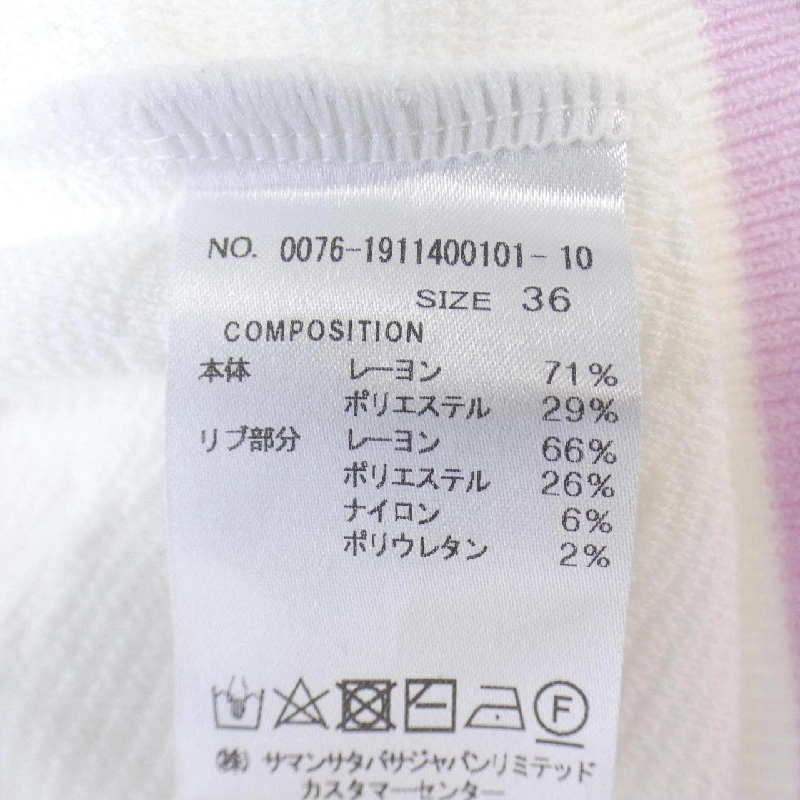 NO. 0076-1911400101-10
SIZE 36
COMPOSITION
本体 レーヨン 71%
ポリエステル 29%
リブ部分 レーヨン 66%
ポリエステル 26%
ナイロン 6%
ポリウレタン 2%
F
㈱ サマンサタバサジャパンリミテッド
カスタマーセンター